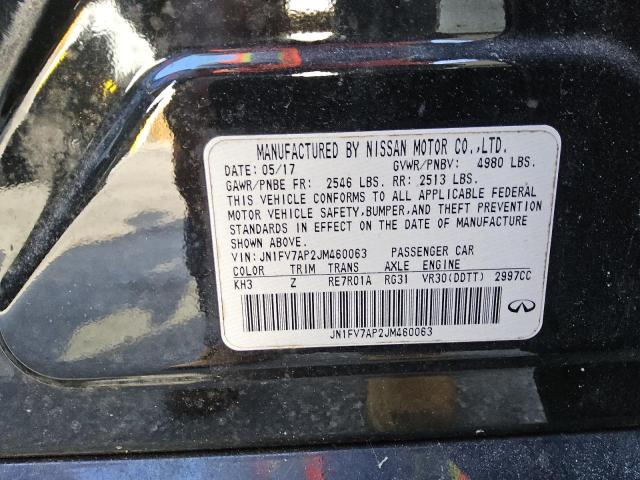 MANUFACTURED BY NISSAN MOTOR CO.,LTD.
DATE: 05/17 GVWR/PNBV: 4980 LBS.
GAWR/PNBE FR: 2546 LBS. RR: 2513 LBS.
THIS VEHICLE CONFORMS TO ALL APPLICABLE FEDERAL
MOTOR VEHICLE SAFETY,BUMPER,AND THEFT PREVENTION
STANDARDS IN EFFECT ON THE DATE OF MANUFACTURE
SHOWN ABOVE.
VIN: JN1FV7AP2JM460063 PASSENGER CAR
COLOR TRIM TRANS AXLE ENGINE
KH3 Z RE7R01A RG31 VR30(DDTT) 2997CC
JN1FV7AP2JM460063